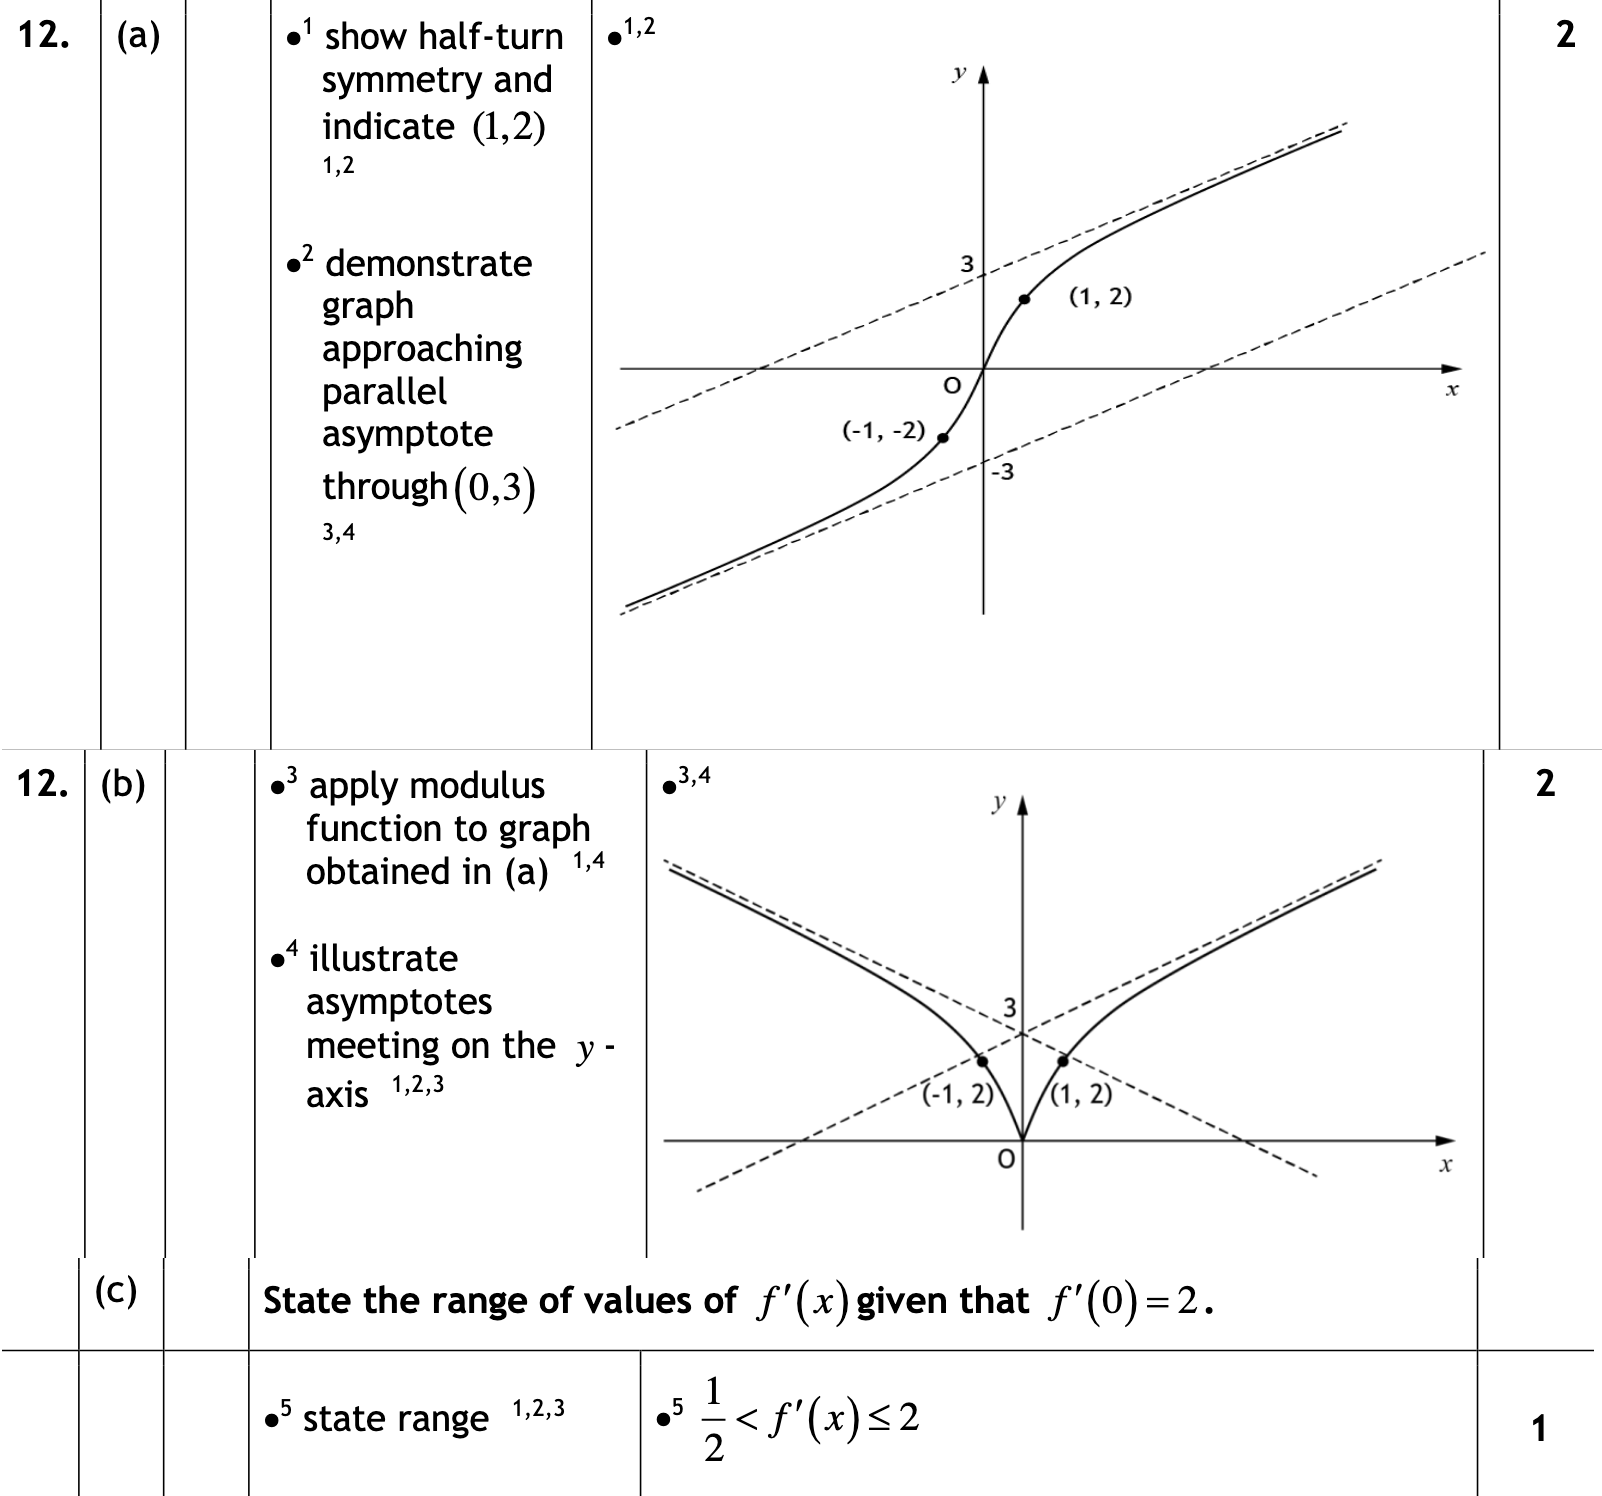 12. (a) •¹ show half-turn •¹,² 2
symmetry and
indicate (1,2)
1,2
•² demonstrate
graph
approaching
parallel
asymptote
through (0,3)
3,4
y
3
(1, 2)
O
x
(-1, -2)
-3
12. (b) •³ apply modulus •³,⁴ 2
function to graph
obtained in (a) 1,4
•⁴ illustrate
asymptotes
meeting on the y -
axis 1,2,3
y
3
(-1, 2) (1, 2)
O
x
(c) State the range of values of f′(x) given that f′(0) = 2.
•⁵ state range 1,2,3 •⁵ 1/2 < f′(x) ≤ 2 1